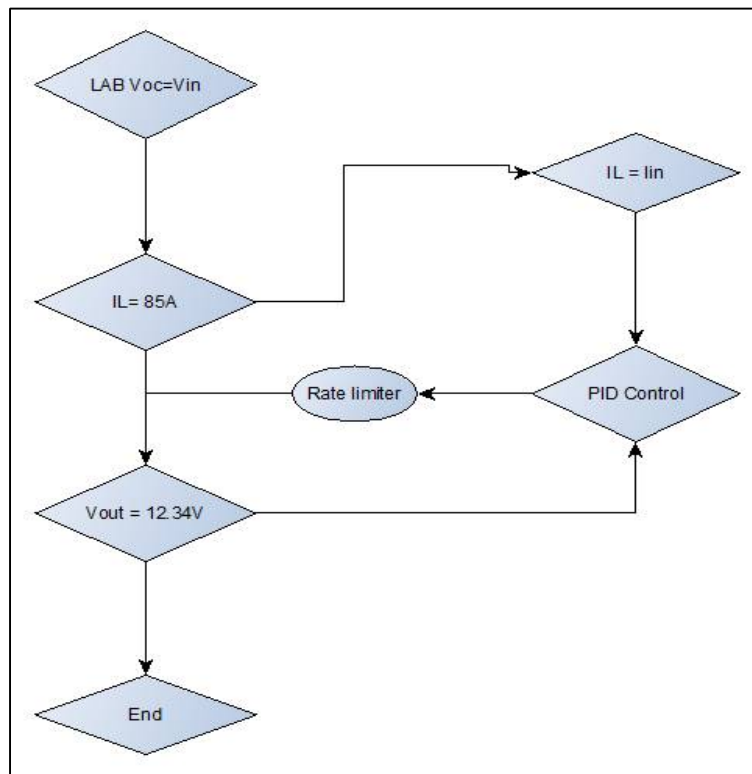 LAB Voc=Vin
IL = Iin
IL= 85A
Rate limiter
PID Control
Vout = 12.34V
End